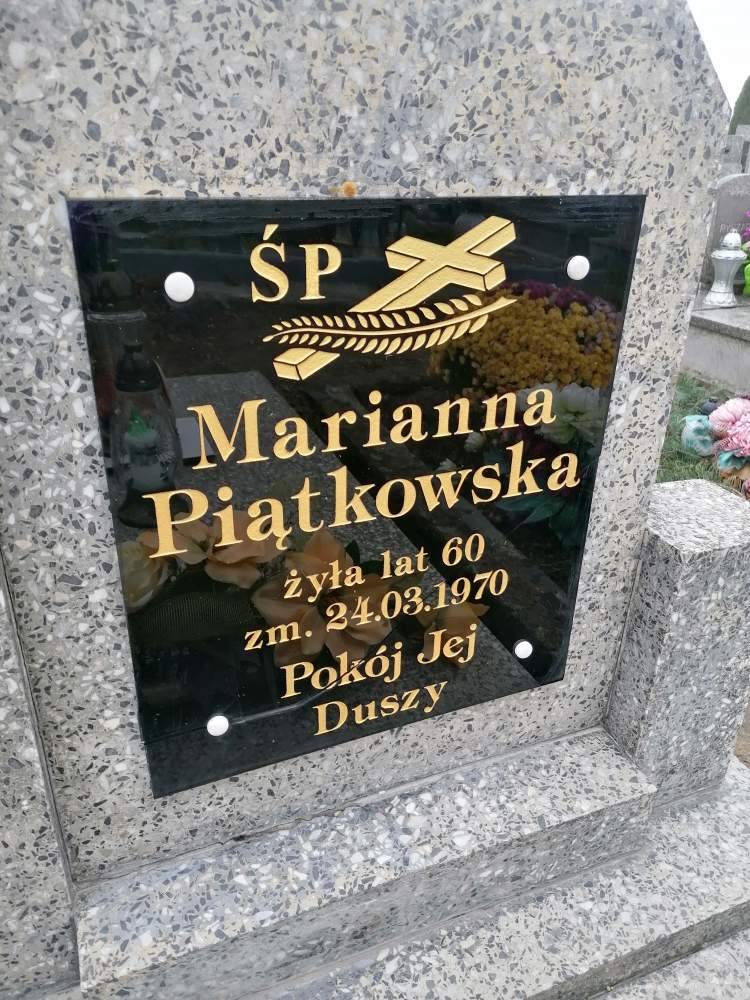 ŚP
Marianna
Piątkowska
żyła lat 60
zm. 24.03.1970
Pokój Jej
Duszy